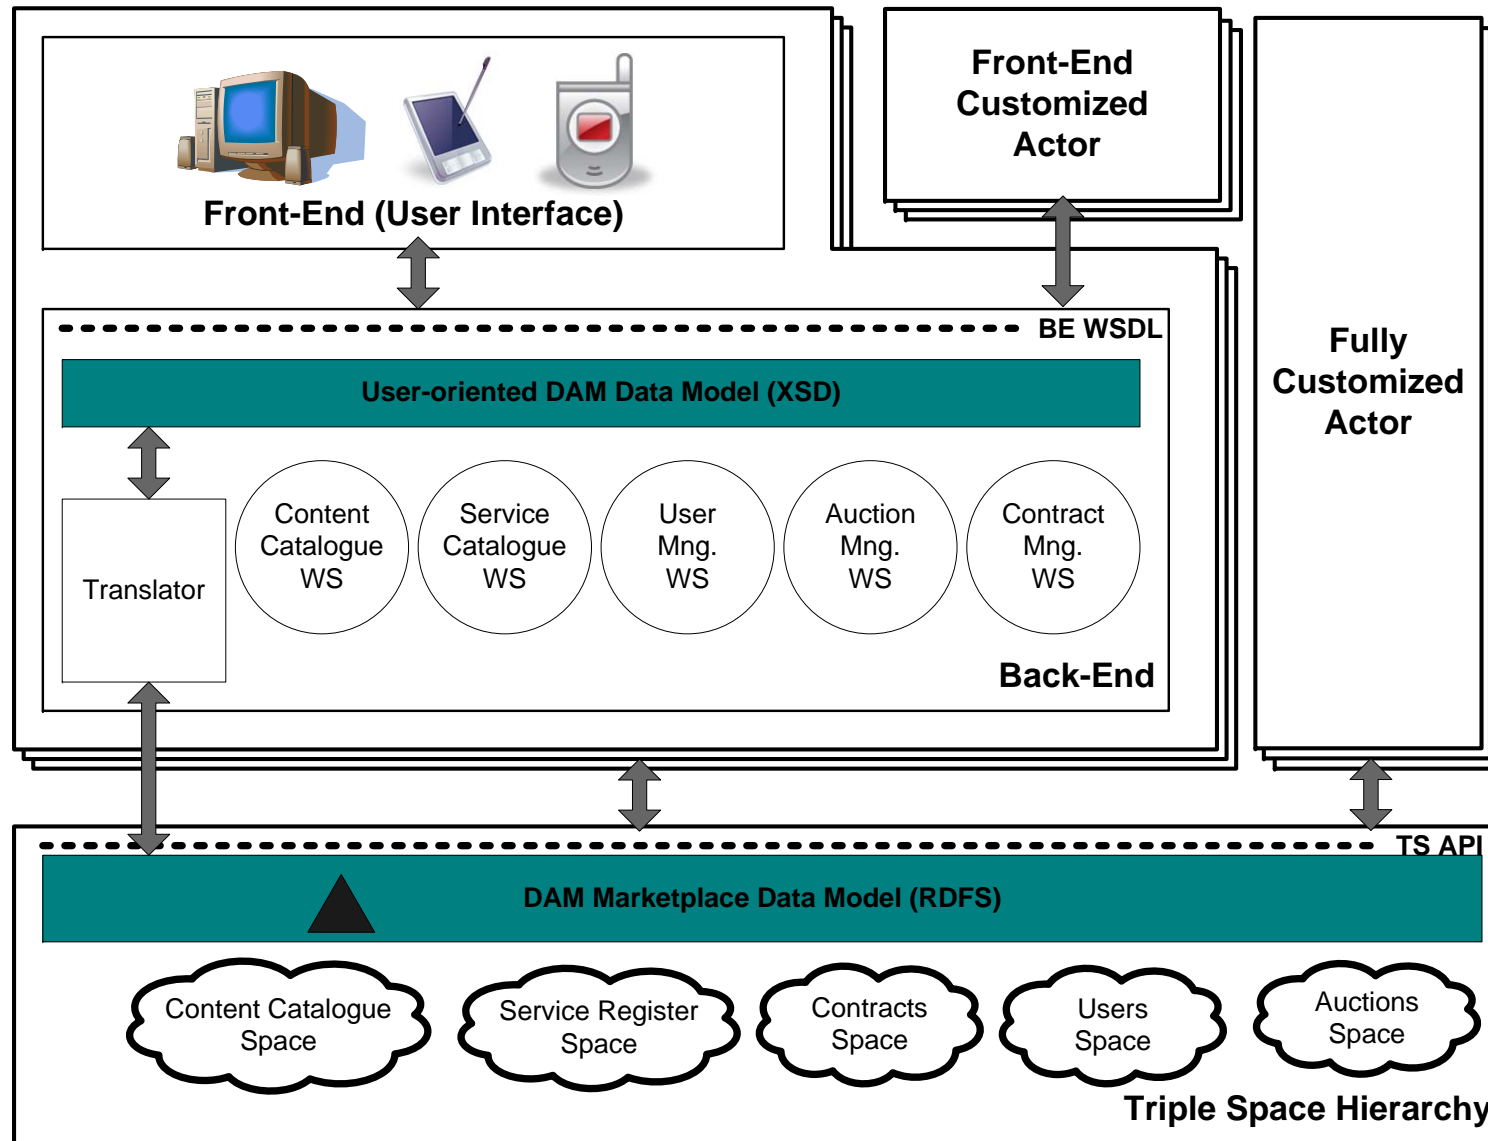 Front-End (User Interface)
Front-End
Customized
Actor
Fully
Customized
Actor
BE WSDL
User-oriented DAM Data Model (XSD)
Translator
Content
Catalogue
WS
Service
Catalogue
WS
User
Mng.
WS
Auction
Mng.
WS
Contract
Mng.
WS
Back-End
TS API
DAM Marketplace Data Model (RDFS)
Content Catalogue
Space
Service Register
Space
Contracts
Space
Users
Space
Auctions
Space
Triple Space Hierarchy